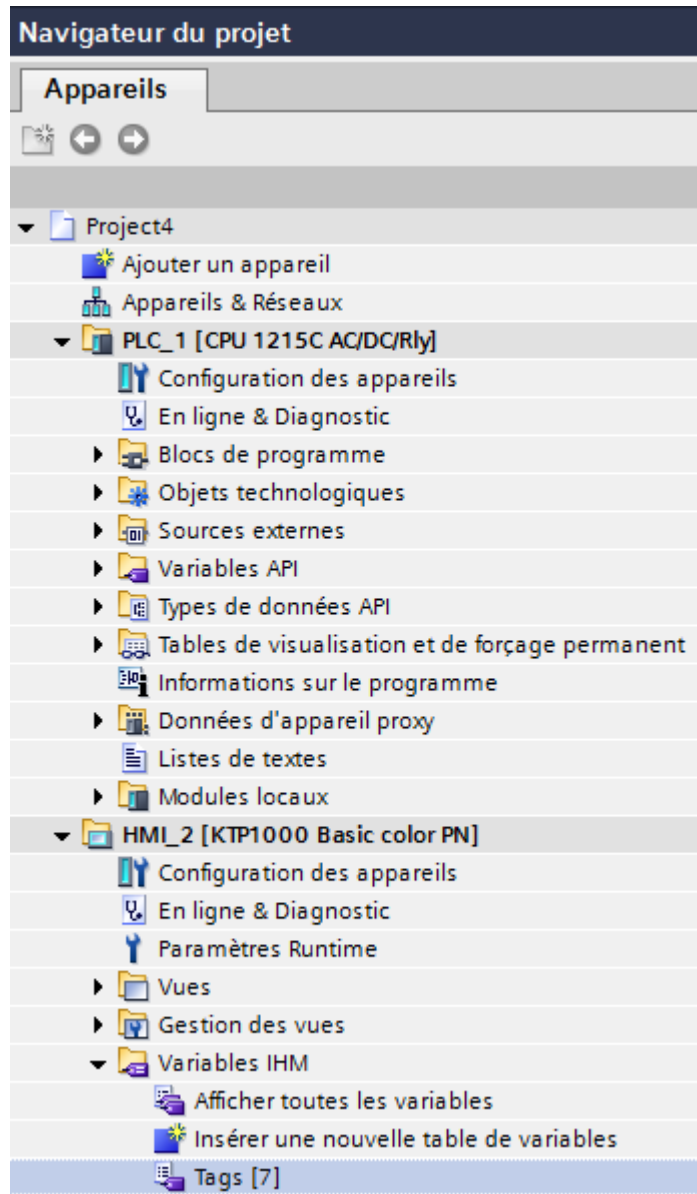 Navigateur du projet
Appareils
Project4
Ajouter un appareil
Appareils & Réseaux
PLC_1 [CPU 1215C AC/DC/Rly]
Configuration des appareils
En ligne & Diagnostic
Blocs de programme
Objets technologiques
Sources externes
Variables API
Types de données API
Tables de visualisation et de forçage permanent
Informations sur le programme
Données d'appareil proxy
Listes de textes
Modules locaux
HMI_2 [KTP1000 Basic color PN]
Configuration des appareils
En ligne & Diagnostic
Paramètres Runtime
Vues
Gestion des vues
Variables IHM
Afficher toutes les variables
Insérer une nouvelle table de variables
Tags [7]